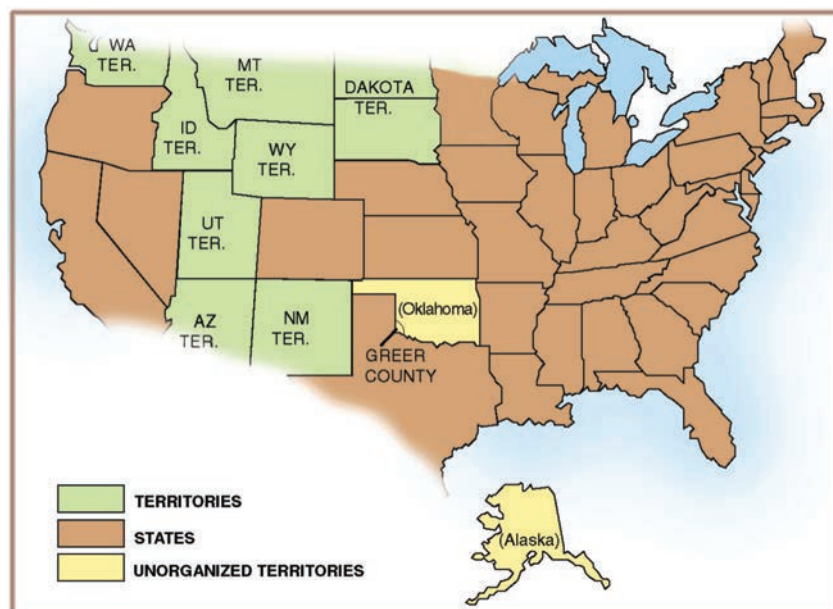 WA
TER.
MT
TER.
DAKOTA
TER.
ID
TER.
WY
TER.
UT
TER.
AZ
TER.
NM
TER.
(Oklahoma)
GREER
COUNTY
TERRITORIES
STATES
UNORGANIZED TERRITORIES
(Alaska)